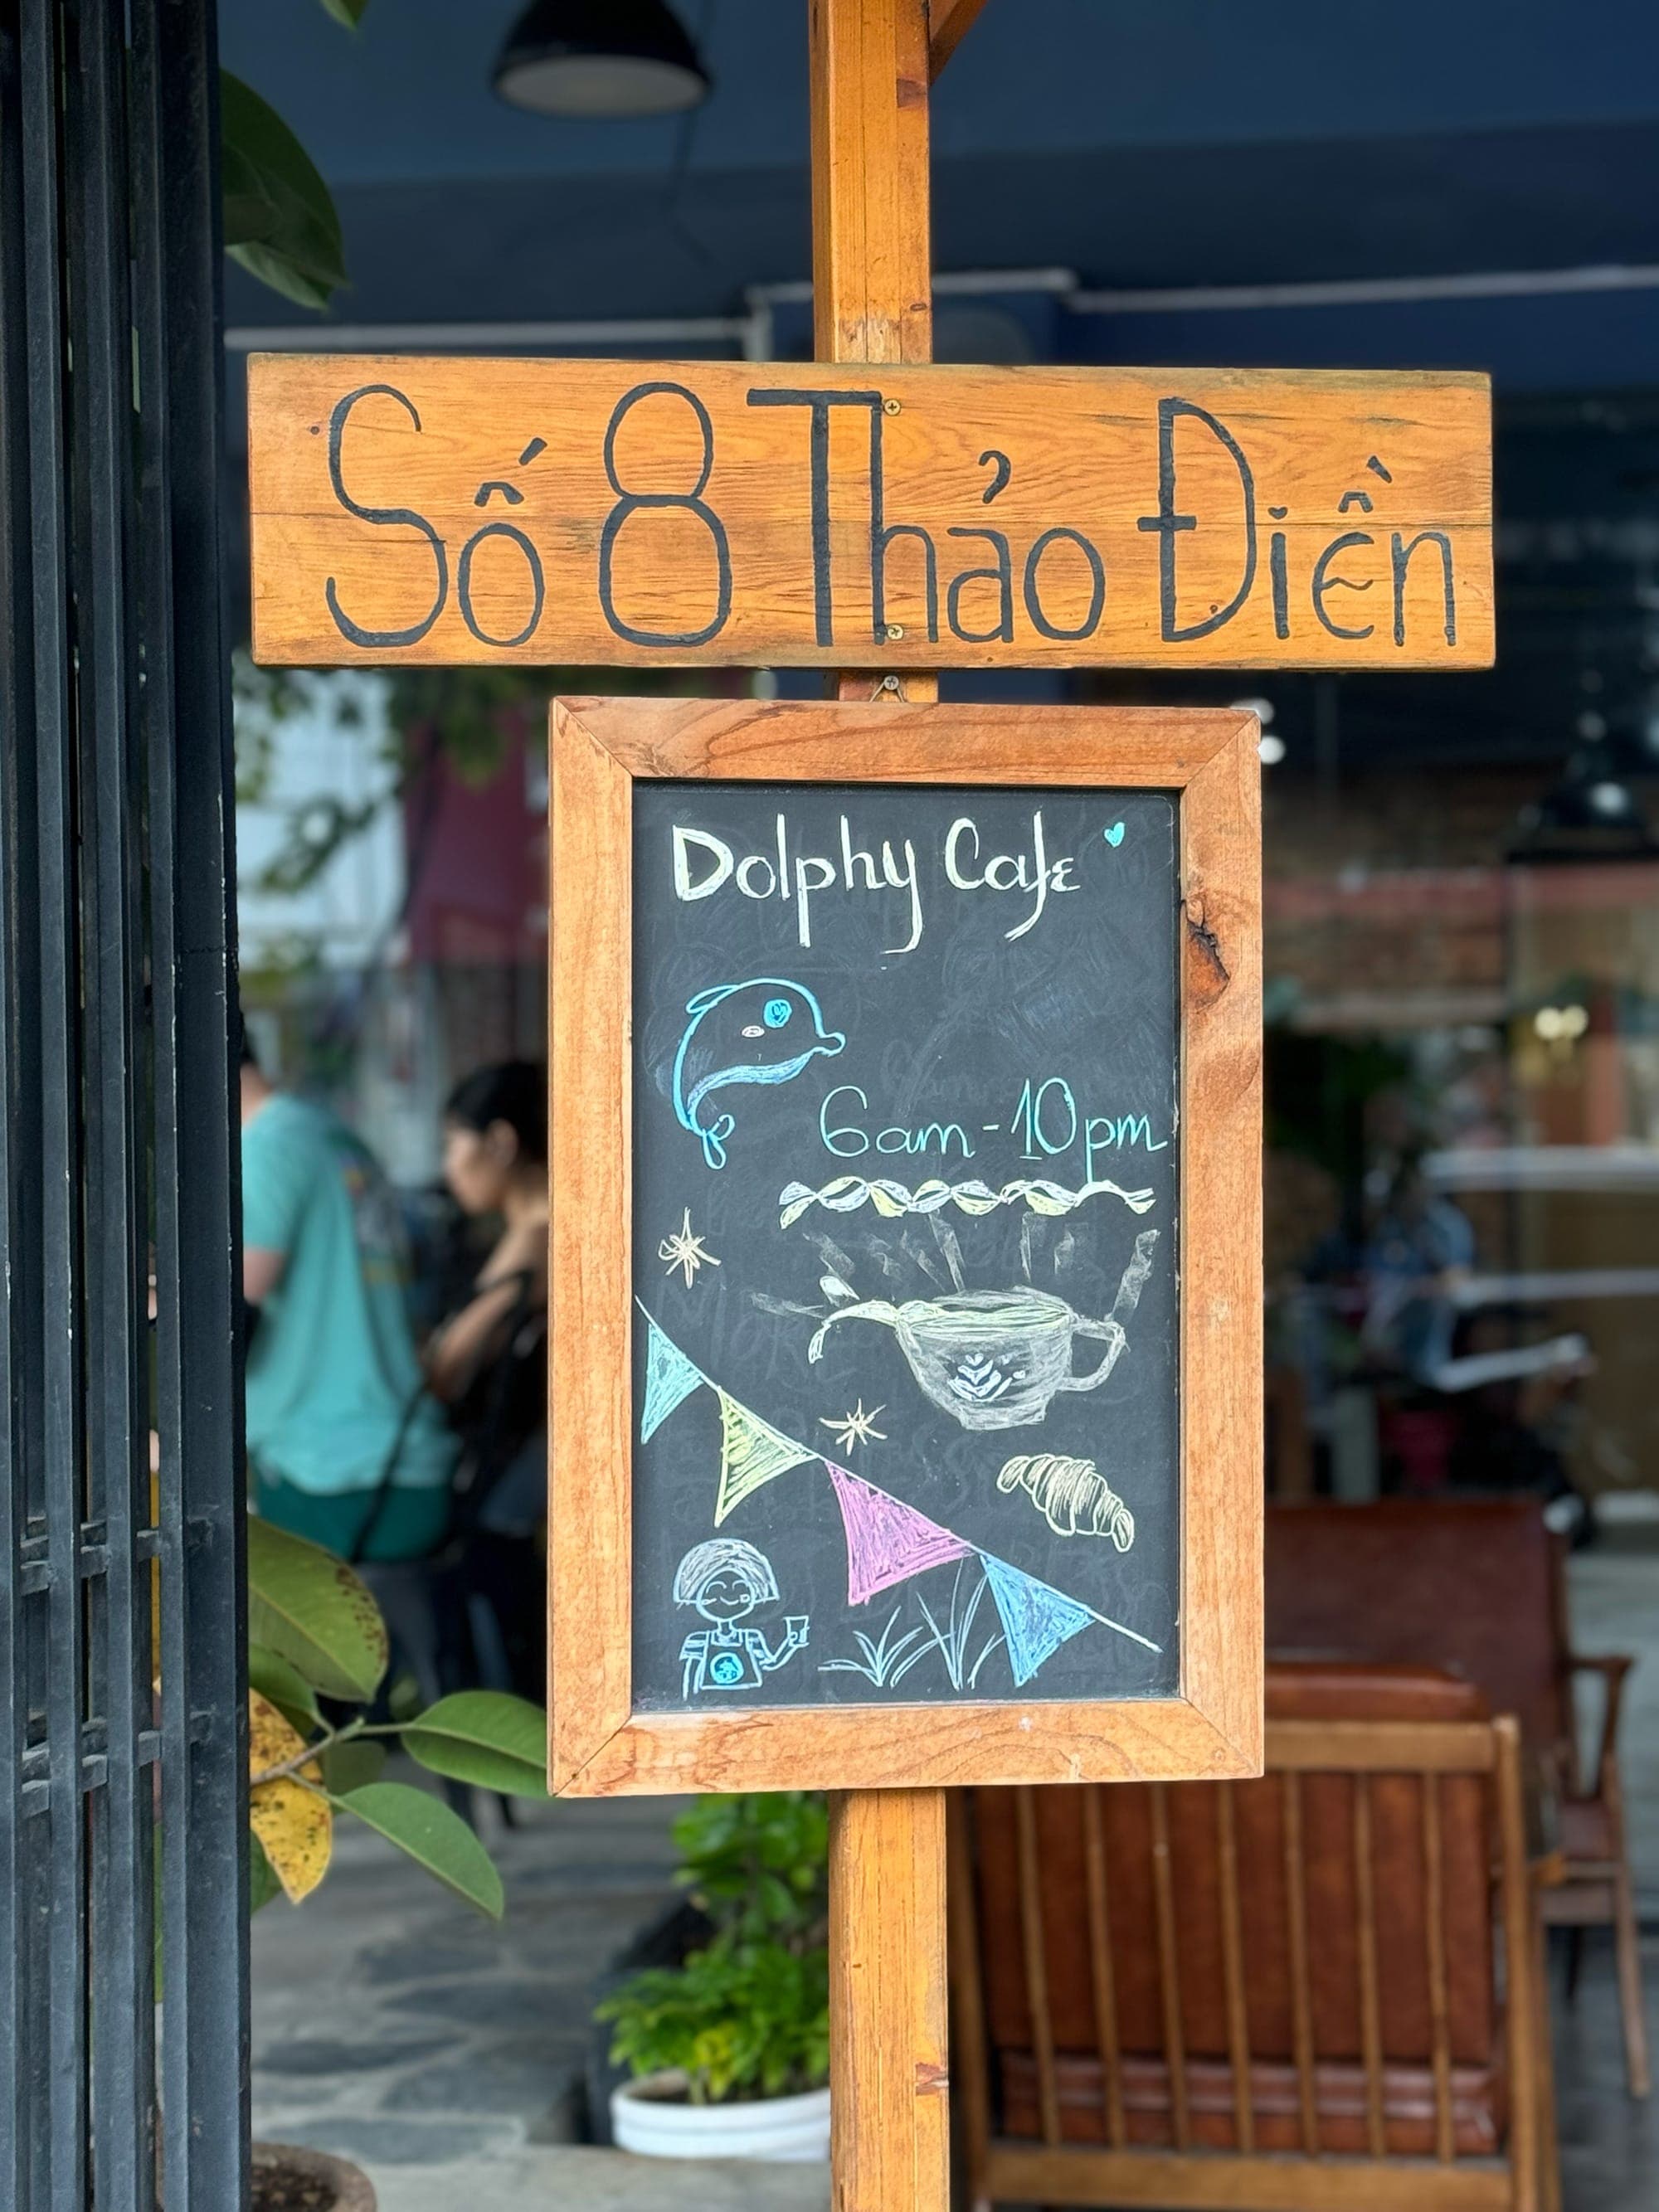 Số 8 Thảo Điền
Dolphy Cafe
6am - 10pm